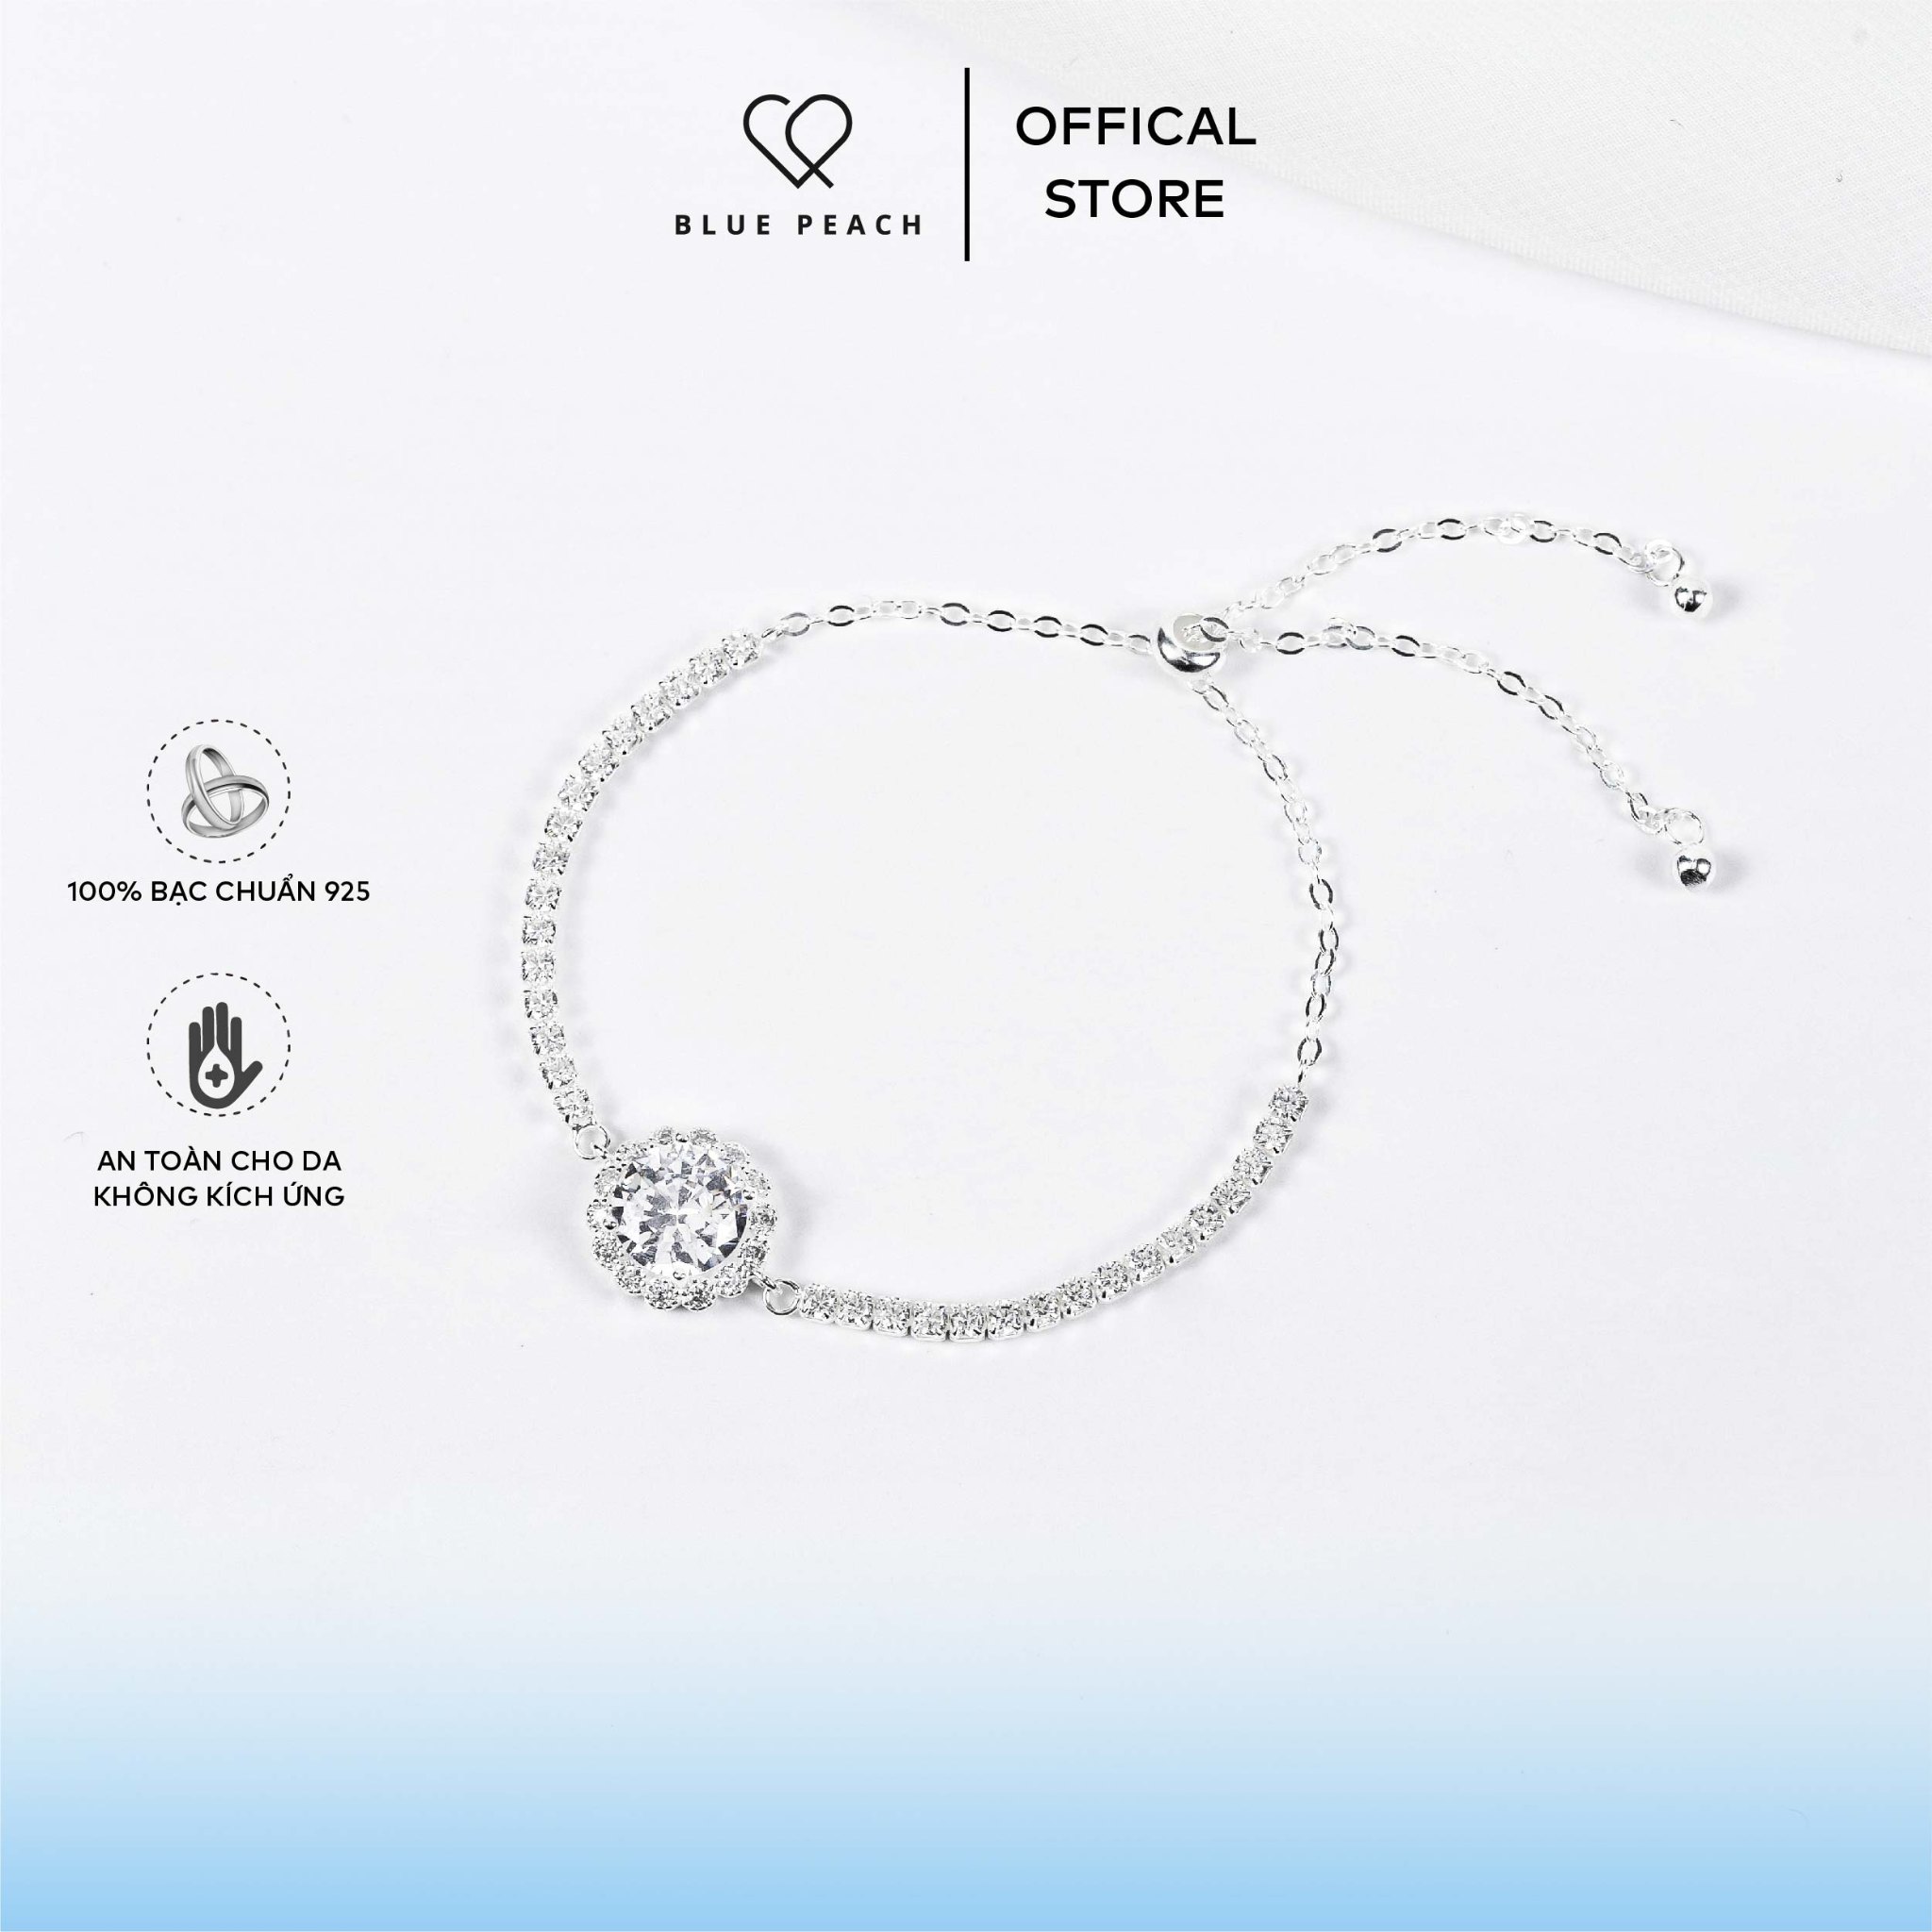 BLUE PEACH
OFFICAL
STORE
100% BẠC CHUẨN 925
AN TOÀN CHO DA
KHÔNG KÍCH ỨNG